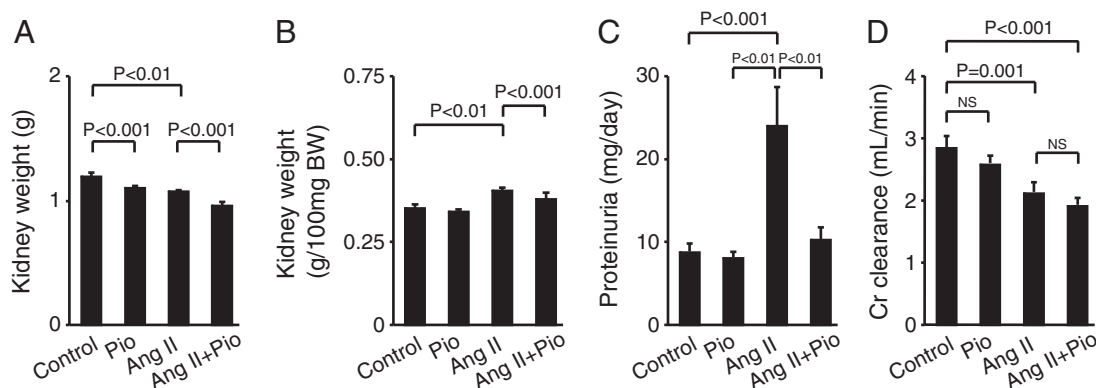 A
Kidney weight (g)
2
1
0
P<0.01
P<0.001
P<0.001
Control
Pio
Ang II
Ang II+Pio
B
Kidney weight
(g/100mg BW)
0.75
0.50
0.25
0
P<0.01
P<0.001
Control
Pio
Ang II
Ang II+Pio
C
Proteinuria (mg/day)
30
20
10
0
P<0.001
P<0.01
P<0.01
Control
Pio
Ang II
Ang II+Pio
D
Cr clearance (mL/min)
4
3
2
1
0
P<0.001
P=0.001
NS
NS
Control
Pio
Ang II
Ang II+Pio